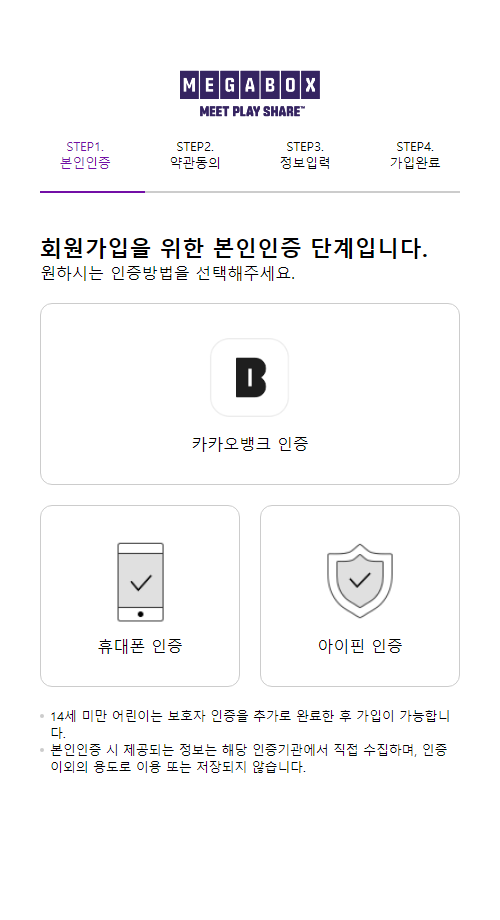 MEGABOX
MEET PLAY SHARE™
STEP1. STEP2. STEP3. STEP4.
본인인증 약관동의 정보입력 가입완료
회원가입을 위한 본인인증 단계입니다.
원하시는 인증방법을 선택해주세요.
B
카카오뱅크 인증
휴대폰 인증 아이핀 인증
14세 미만 어린이는 보호자 인증을 추가로 완료한 후 가입이 가능합니
다.
본인인증 시 제공되는 정보는 해당 인증기관에서 직접 수집하며, 인증
이외의 용도로 이용 또는 저장되지 않습니다.